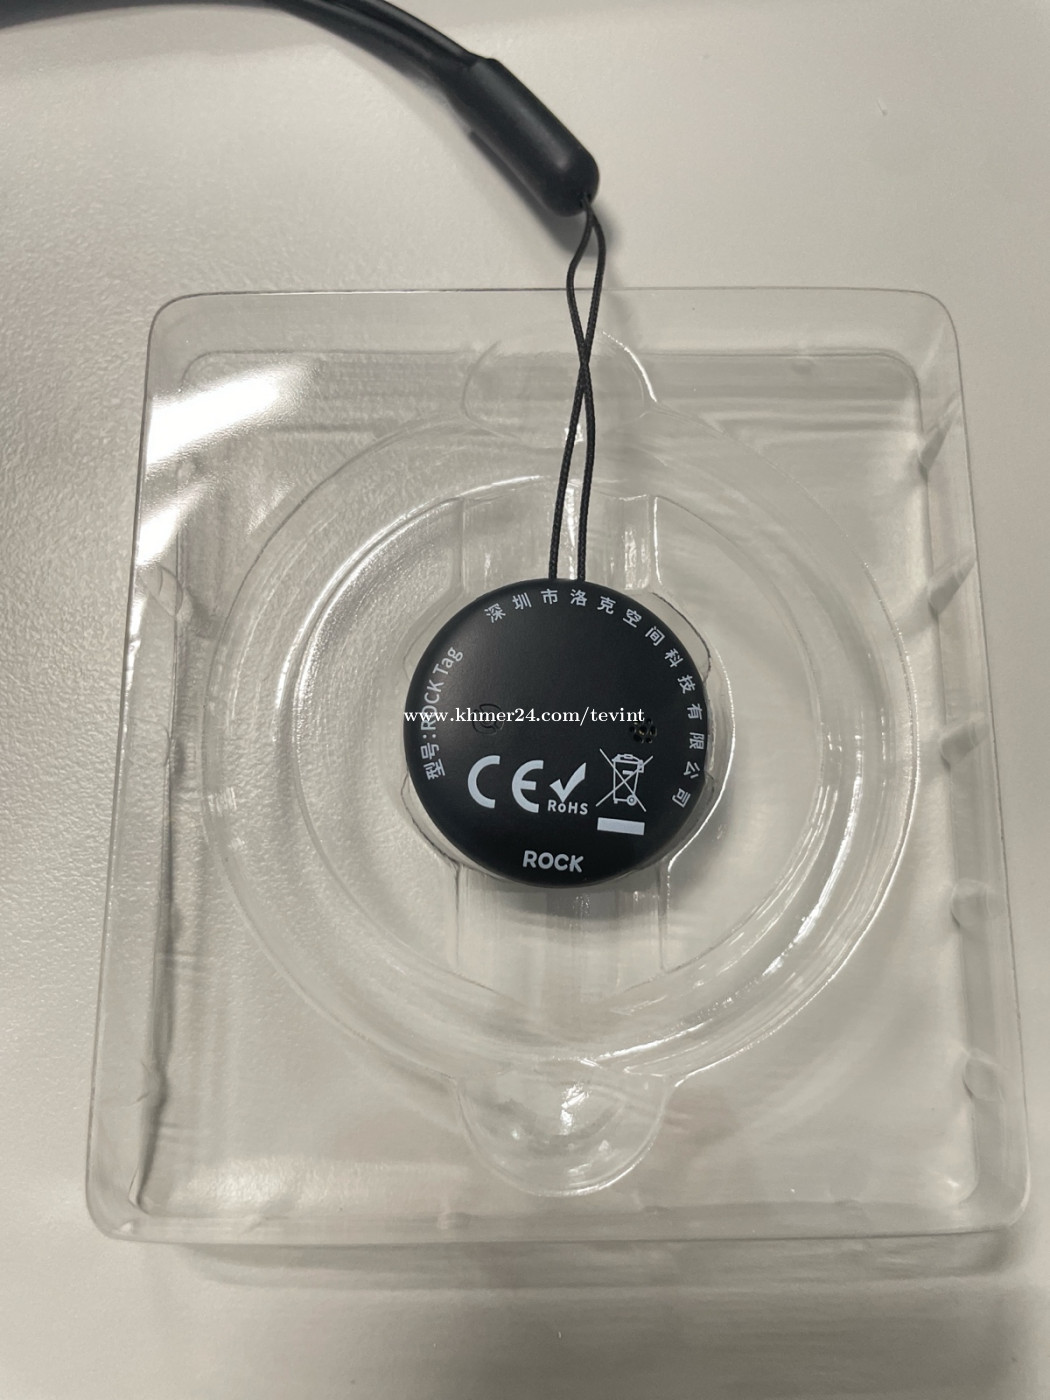 深圳市洛克空间科技有限公司
型号:ROCK Tag
www.khmer24.com/tevint
CE
RoHS
ROCK